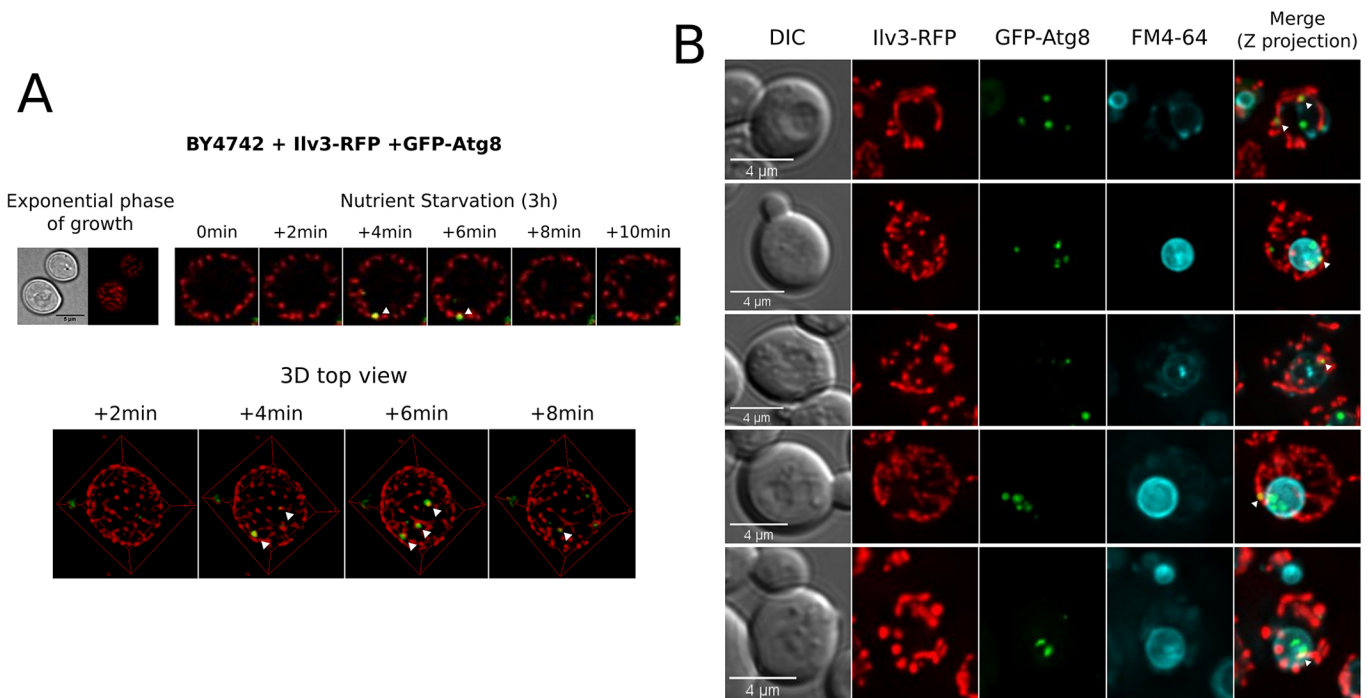 A
BY4742 + Ilv3-RFP +GFP-Atg8
Exponential phase
of growth
Nutrient Starvation (3h)
0min +2min +4min +6min +8min +10min
5 µm
3D top view
+2min +4min +6min +8min
B
DIC Ilv3-RFP GFP-Atg8 FM4-64 Merge
(Z projection)
4 µm
4 µm
4 µm
4 µm
4 µm